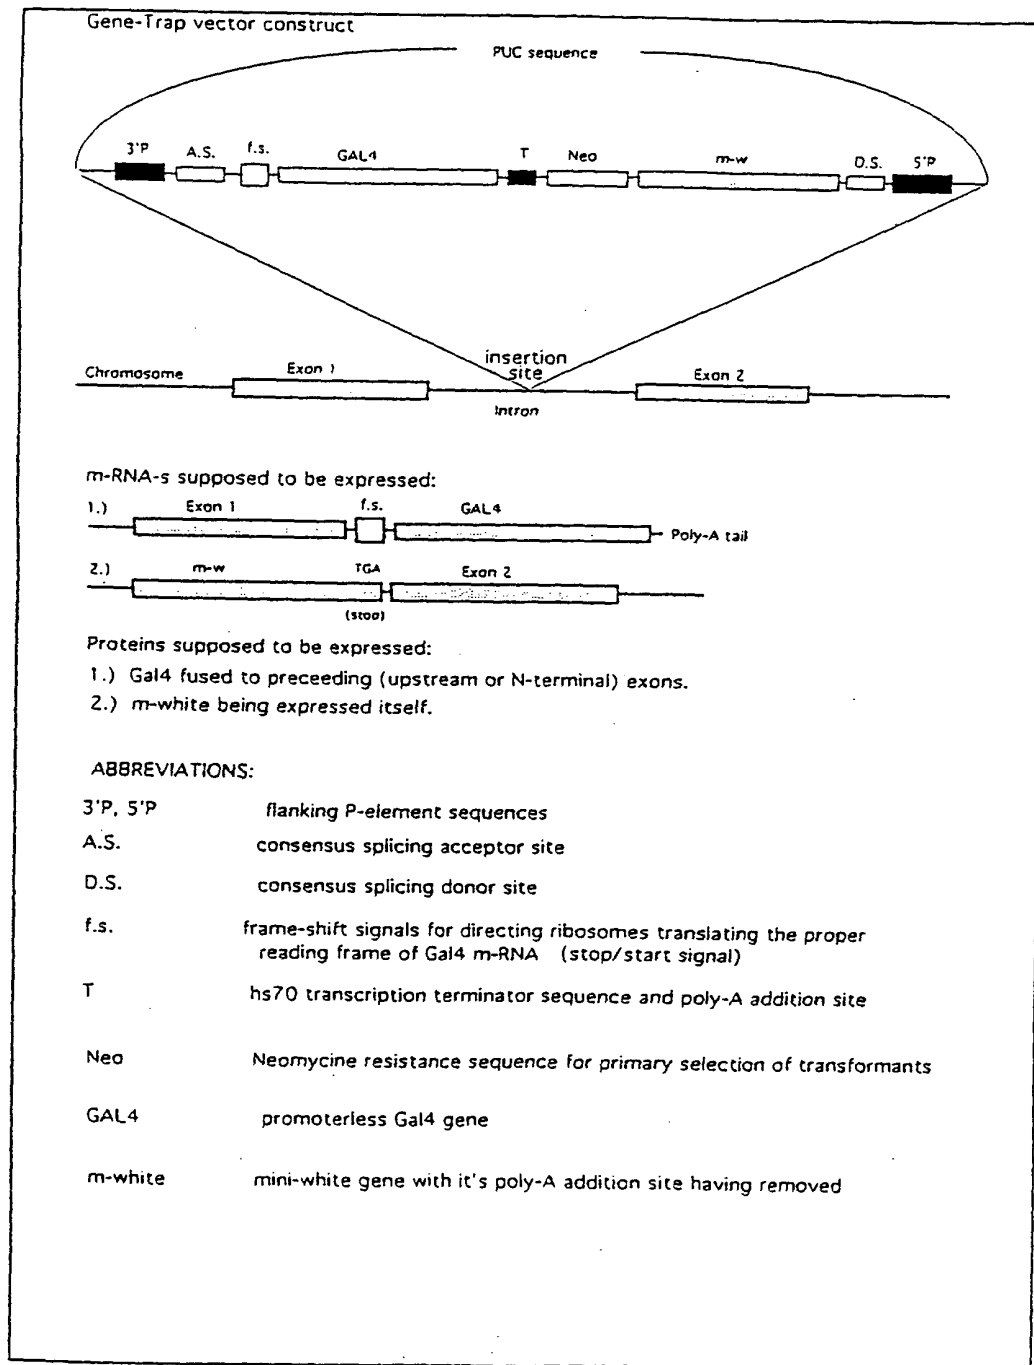 Gene-Trap vector construct
PUC sequence
3'P A.S. f.s. GAL4 T Neo m-w D.S. 5'P
insertion
site
Chromosome Exon 1 Exon 2
Intron
m-RNA-s supposed to be expressed:
1.) Exon 1 f.s. GAL4 Poly-A tail
2.) m-w TGA Exon 2
(stop)
Proteins supposed to be expressed:
1.) Gal4 fused to preceeding (upstream or N-terminal) exons.
2.) m-white being expressed itself.
ABBREVIATIONS:
3'P, 5'P flanking P-element sequences
A.S. consensus splicing acceptor site
D.S. consensus splicing donor site
f.s. frame-shift signals for directing ribosomes translating the proper
reading frame of Gal4 m-RNA (stop/start signal)
T hs70 transcription terminator sequence and poly-A addition site
Neo Neomycine resistance sequence for primary selection of transformants
GAL4 promoterless Gal4 gene
m-white mini-white gene with it's poly-A addition site having removed